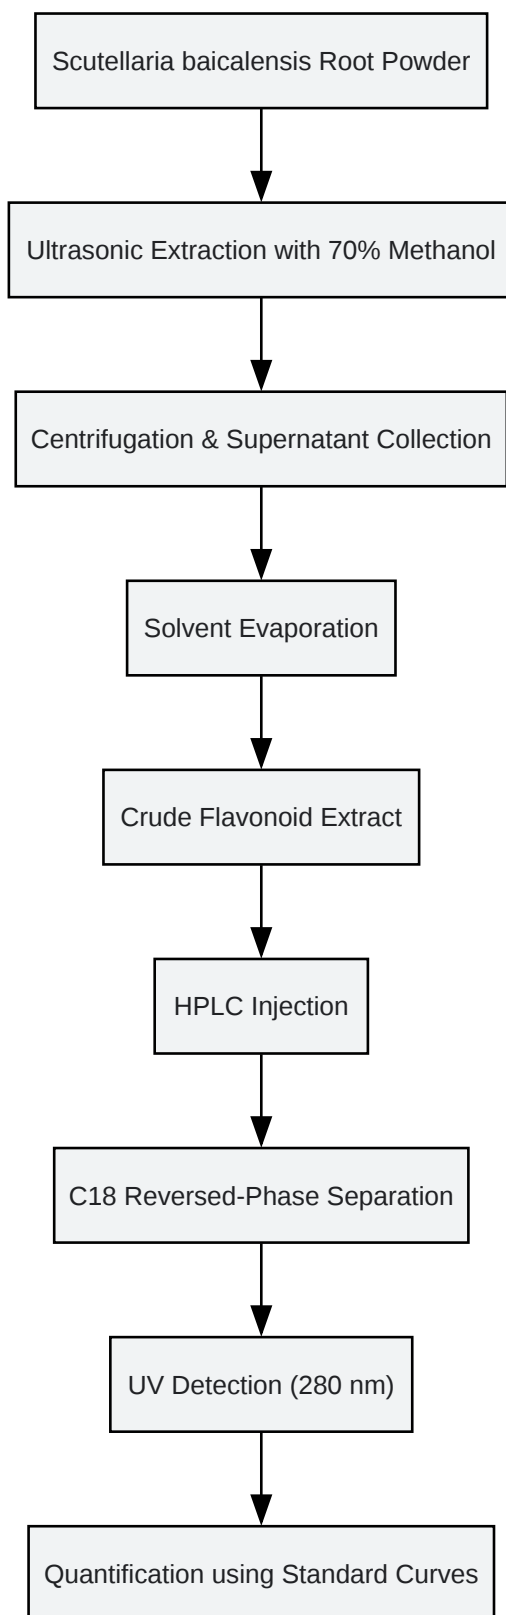 Scutellaria baicalensis Root Powder
Ultrasonic Extraction with 70% Methanol
Centrifugation & Supernatant Collection
Solvent Evaporation
Crude Flavonoid Extract
HPLC Injection
C18 Reversed-Phase Separation
UV Detection (280 nm)
Quantification using Standard Curves